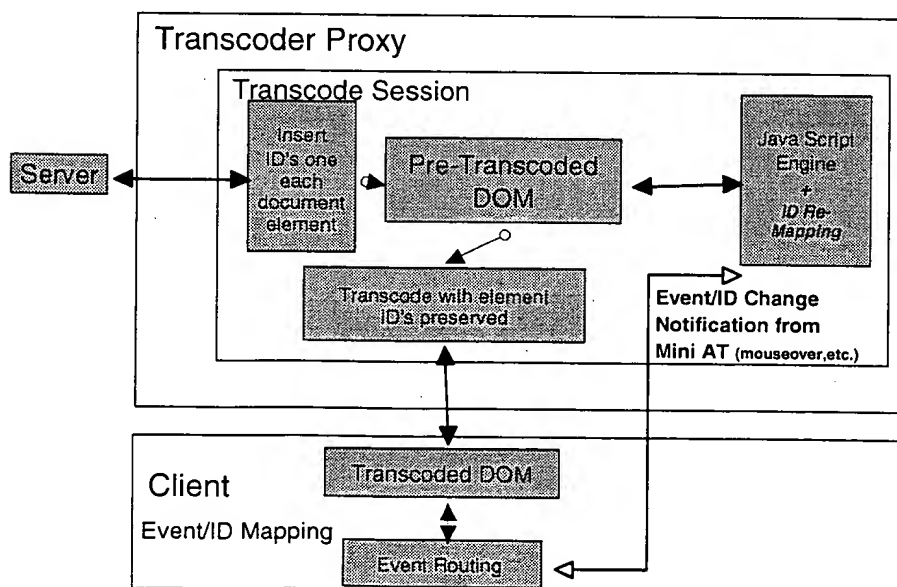 Transcoder Proxy
Transcode Session
Insert
ID's one
each
document
element
Server
Pre-Transcoded
DOM
Java Script
Engine
+
ID Re-
Mapping
Transcode with element
ID's preserved
Event/ID Change
Notification from
Mini AT (mouseover,etc.)
Transcoded DOM
Client
Event/ID Mapping
Event Routing